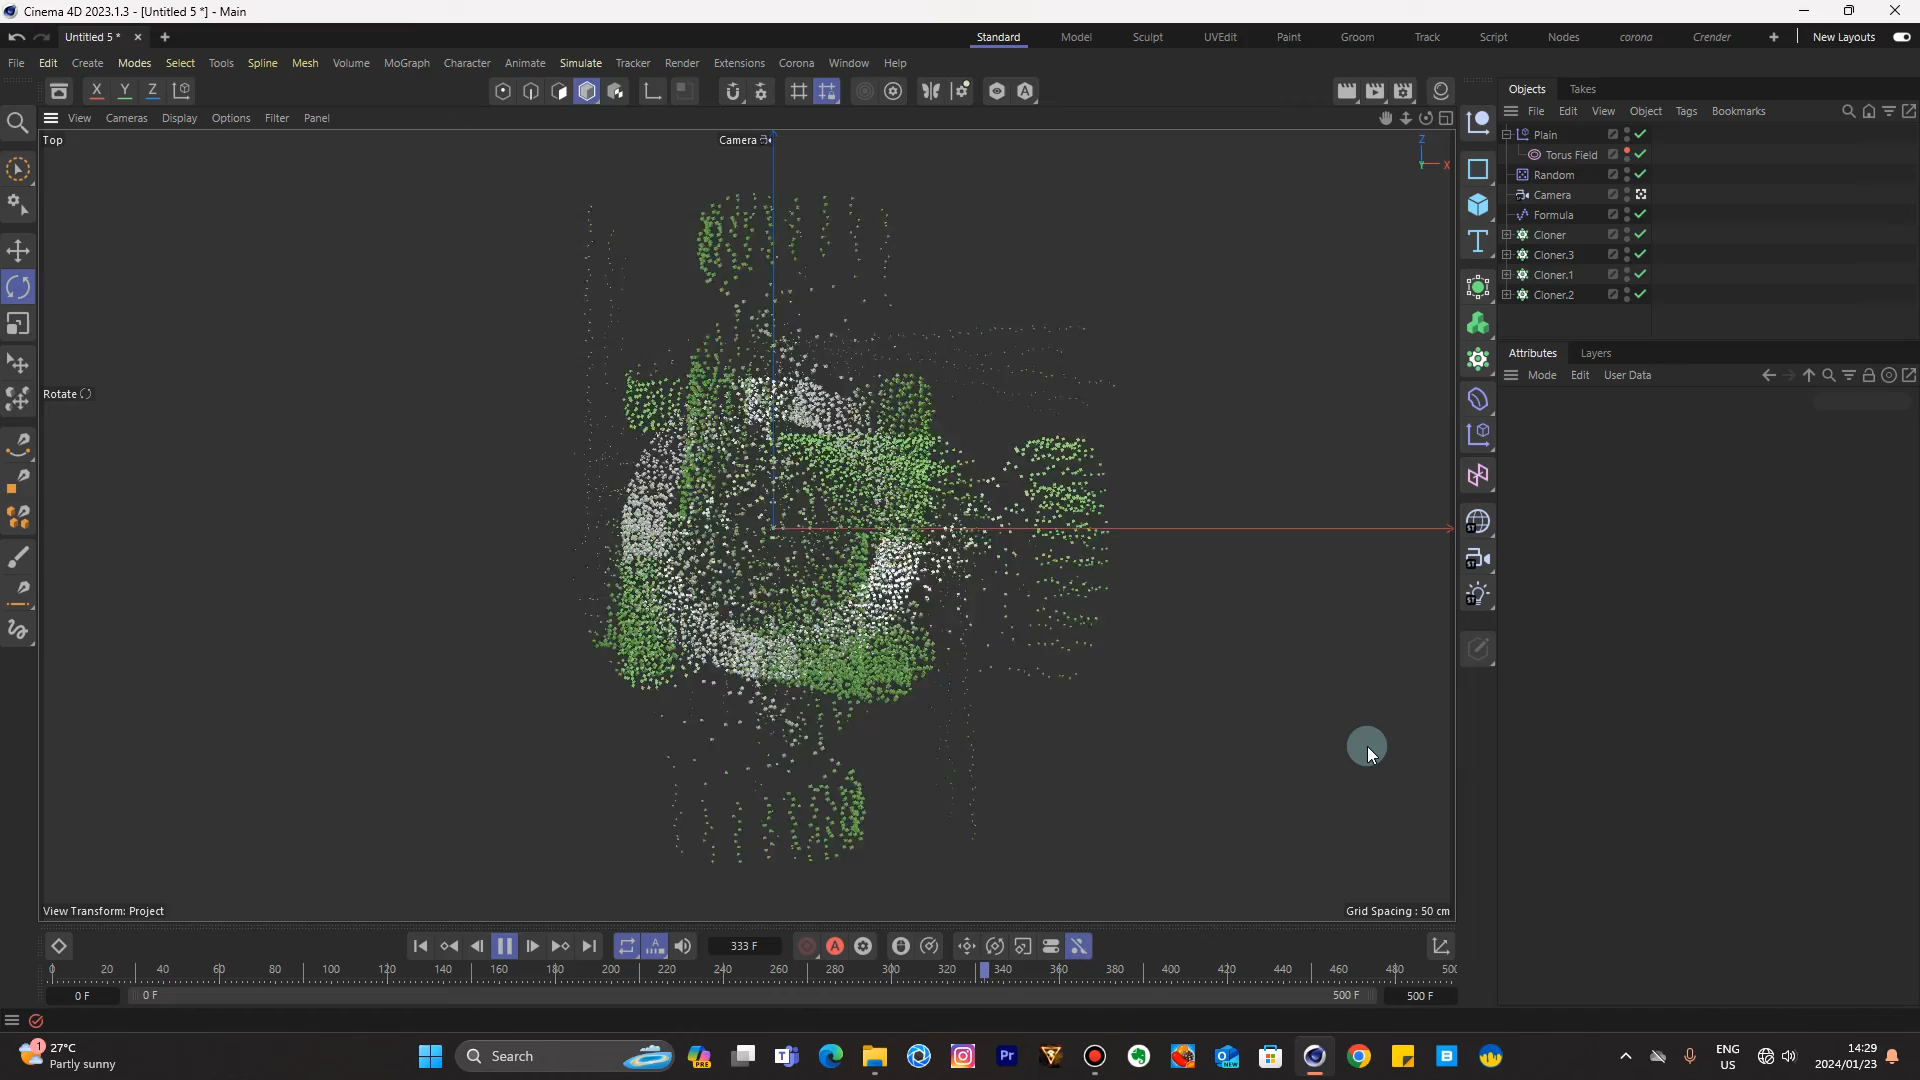 Cinema 4D 2023.1.3 - [Untitled 5 *] - Main
Untitled 5 *
Standard Model Sculpt UVEdit Paint Groom Track Script Nodes corona Crender New Layouts
File Edit Create Modes Select Tools Spline Mesh Volume MoGraph Character Animate Simulate Tracker Render Extensions Corona Window Help
X Y Z
Objects Takes
File Edit View Object Tags Bookmarks
View Cameras Display Options Filter Panel
Top
Camera
Z
Y
X
Rotate
Plain
Torus Field
Random
Camera
Formula
Cloner
Cloner.3
Cloner.1
Cloner.2
Attributes Layers
Mode Edit User Data
View Transform: Project
Grid Spacing : 50 cm
333 F
0 20 40 60 80 100 120 140 160 180 200 220 240 260 280 300 320 340 360 380 400 420 440 460 480 500
0 F 0 F 500 F 500 F
1
27°C
Partly sunny
Search
PRE
Pr
NEW
ENG
US
14:29
2024/01/23